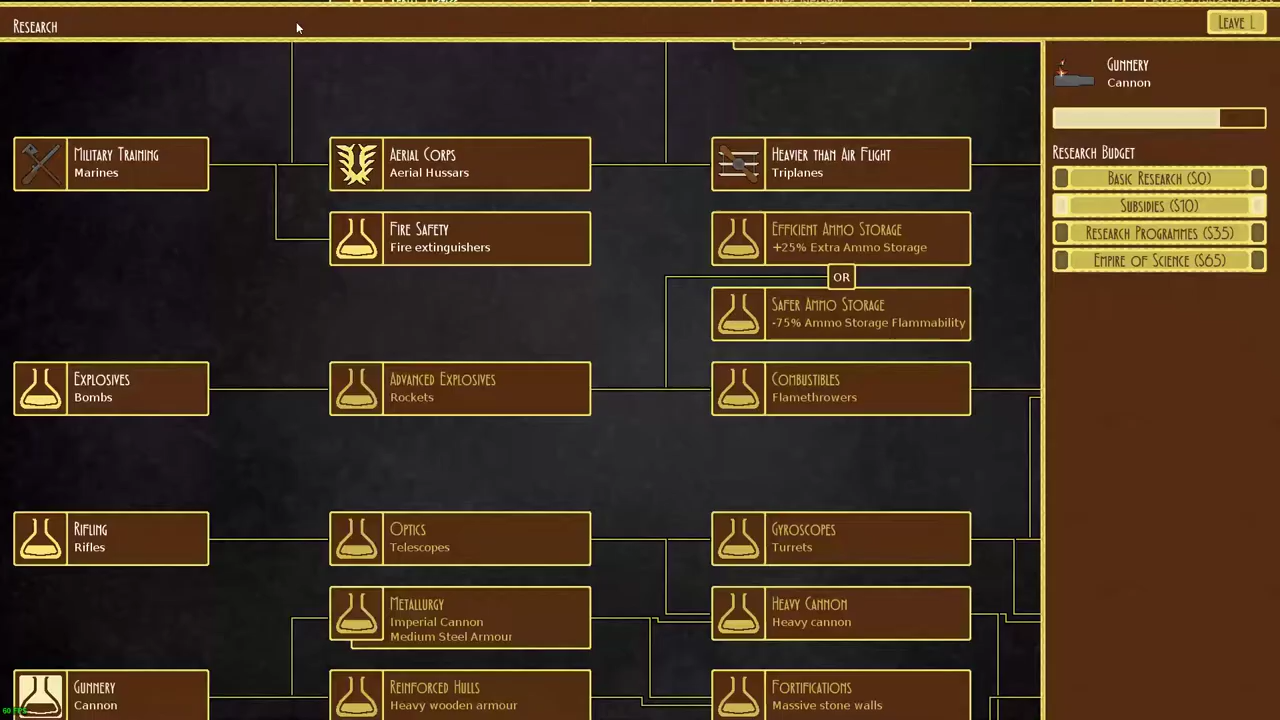 RESEARCH
LEAVE L
GUNNERY
Cannon
RESEARCH BUDGET
BASIC RESEARCH ($0)
SUBSIDIES ($10)
RESEARCH PROGRAMMES ($35)
EMPIRE OF SCIENCE ($65)
MILITARY TRAINING
Marines
AERIAL CORPS
Aerial Hussars
HEAVIER THAN AIR FLIGHT
Triplanes
FIRE SAFETY
Fire extinguishers
EFFICIENT AMMO STORAGE
+25% Extra Ammo Storage
OR
SAFER AMMO STORAGE
-75% Ammo Storage Flammability
EXPLOSIVES
Bombs
ADVANCED EXPLOSIVES
Rockets
COMBUSTIBLES
Flamethrowers
RIFLING
Rifles
OPTICS
Telescopes
GYROSCOPES
Turrets
METALLURGY
Imperial Cannon
Medium Steel Armour
HEAVY CANNON
Heavy cannon
GUNNERY
Cannon
REINFORCED HULLS
Heavy wooden armour
FORTIFICATIONS
Massive stone walls
60 FPS